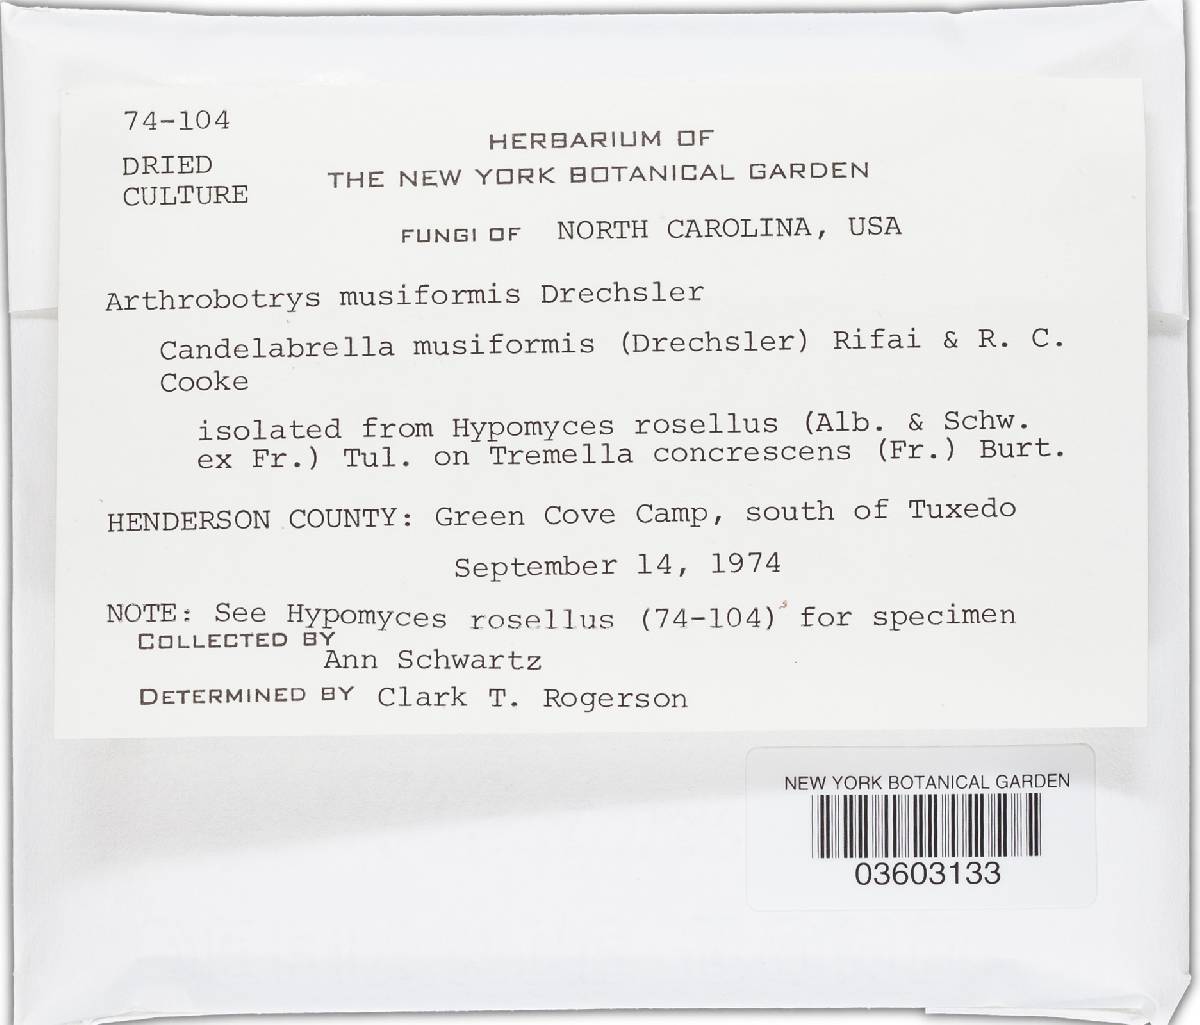 74-104
DRIED
CULTURE
HERBARIUM OF
THE NEW YORK BOTANICAL GARDEN
FUNGI OF NORTH CAROLINA, USA
Arthrobotrys musiformis Drechsler
Candelabrella musiformis (Drechsler) Rifai & R. C.
Cooke
isolated from Hypomyces rosellus (Alb. & Schw.
ex Fr.) Tul. on Tremella concrescens (Fr.) Burt.
HENDERSON COUNTY: Green Cove Camp, south of Tuxedo
September 14, 1974
NOTE: See Hypomyces rosellus (74-104) for specimen
COLLECTED BY
Ann Schwartz
DETERMINED BY Clark T. Rogerson
NEW YORK BOTANICAL GARDEN
03603133